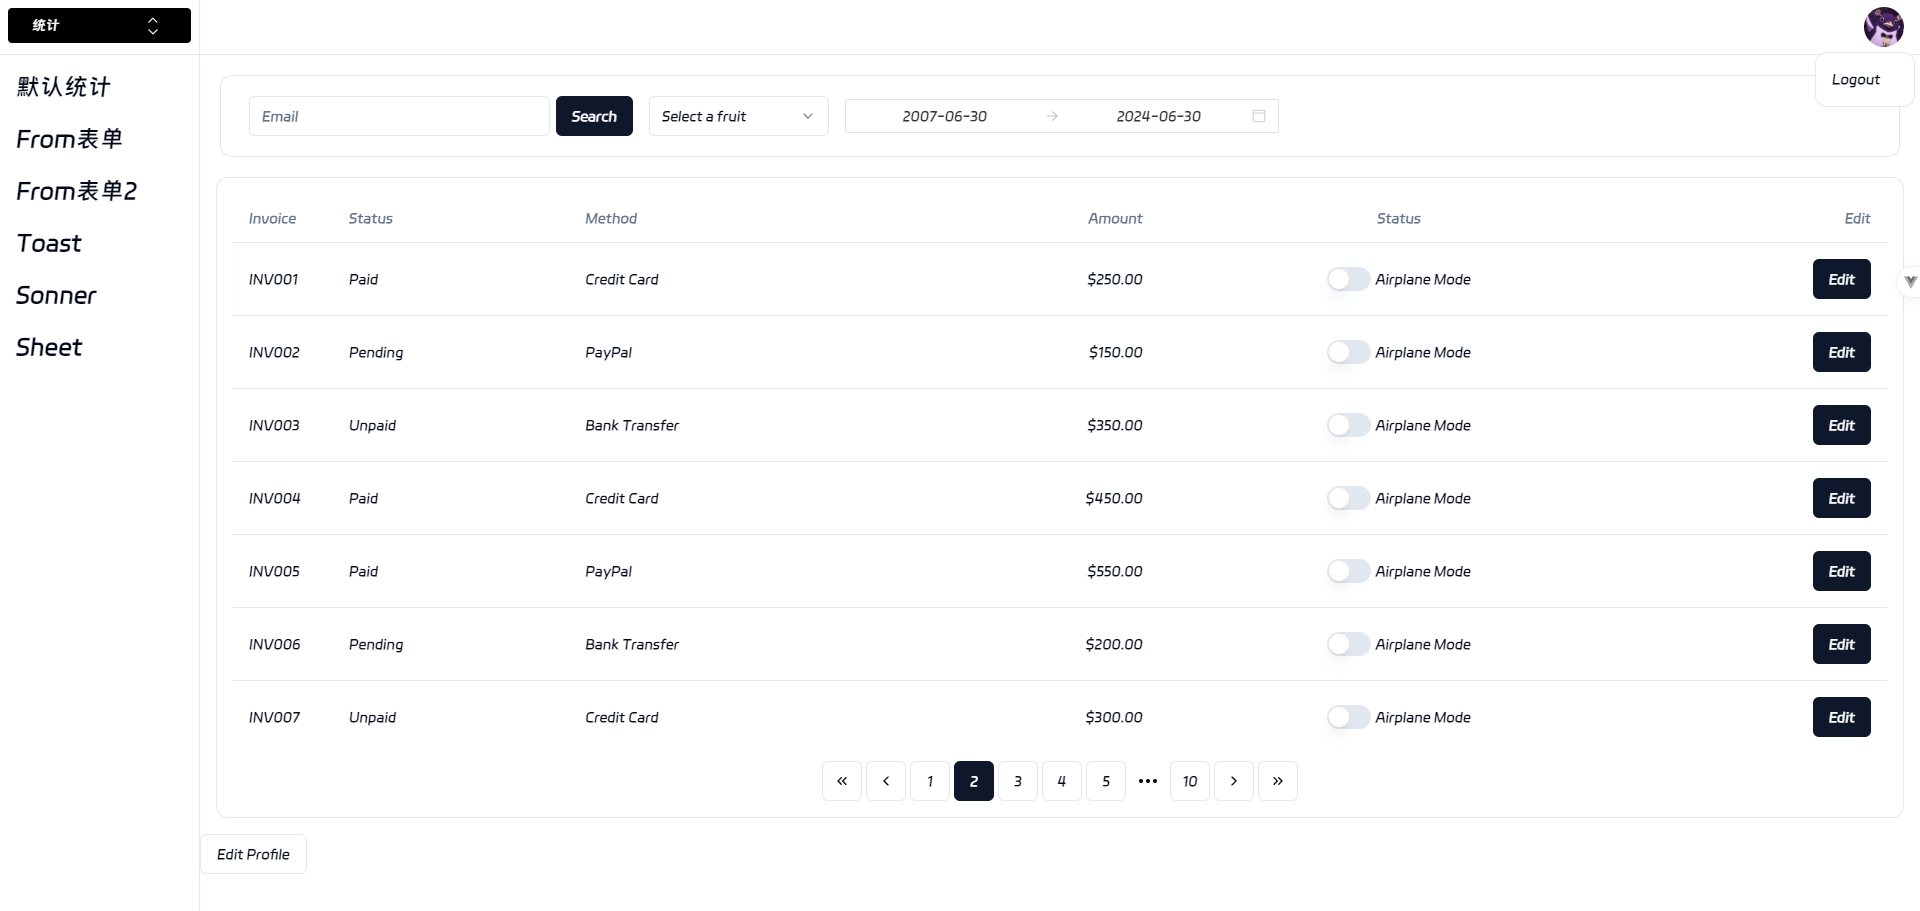 统计
Logout
默认统计
From表单
From表单2
Toast
Sonner
Sheet
Email Search Select a fruit 2007-06-30 → 2024-06-30
Invoice Status Method Amount Status Edit
INV001 Paid Credit Card $250.00 Airplane Mode Edit
INV002 Pending PayPal $150.00 Airplane Mode Edit
INV003 Unpaid Bank Transfer $350.00 Airplane Mode Edit
INV004 Paid Credit Card $450.00 Airplane Mode Edit
INV005 Paid PayPal $550.00 Airplane Mode Edit
INV006 Pending Bank Transfer $200.00 Airplane Mode Edit
INV007 Unpaid Credit Card $300.00 Airplane Mode Edit
« ‹ 1 2 3 4 5 ••• 10 › »
Edit Profile